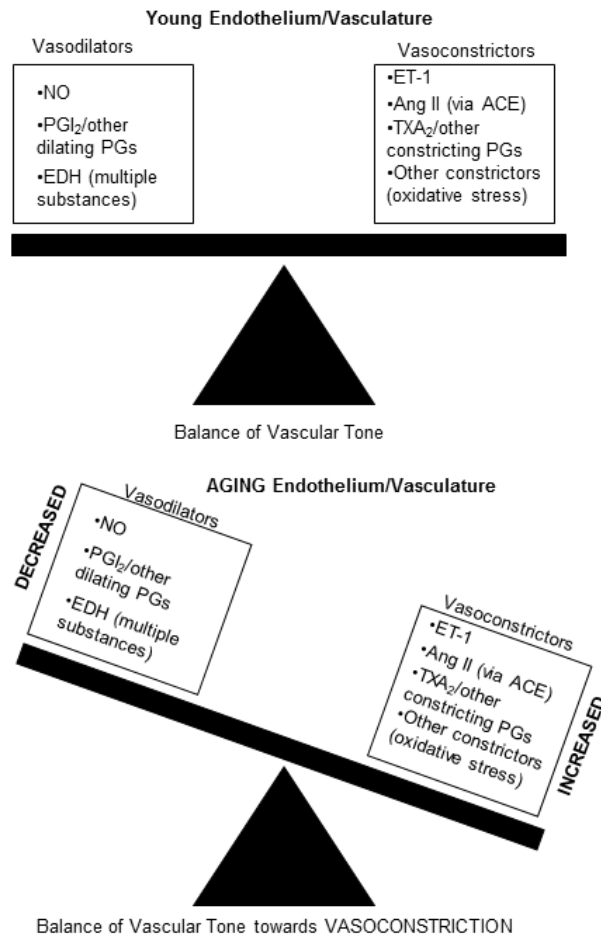 Young Endothelium/Vasculature
Vasodilators
•NO
•PGI₂/other
dilating PGs
•EDH (multiple
substances)
Vasoconstrictors
•ET-1
•Ang II (via ACE)
•TXA₂/other
constricting PGs
•Other constrictors
(oxidative stress)
Balance of Vascular Tone
AGING Endothelium/Vasculature
DECREASED
Vasodilators
•NO
•PGI₂/other
dilating PGs
•EDH (multiple
substances)
Vasoconstrictors
•ET-1
•Ang II (via ACE)
•TXA₂/other
constricting PGs
•Other constrictors
(oxidative stress)
INCREASED
Balance of Vascular Tone towards VASOCONSTRICTION